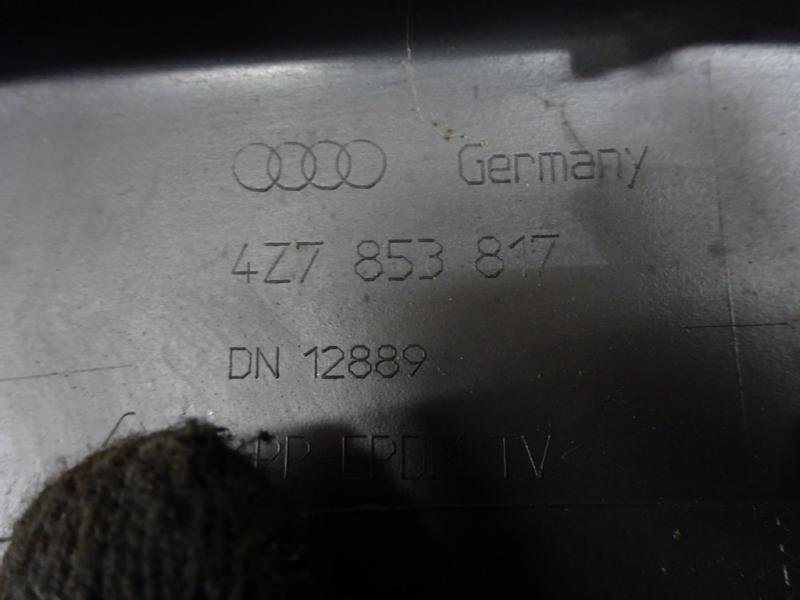 Germany
4Z7 853 817
DN 12889
PP-EPDM TV<